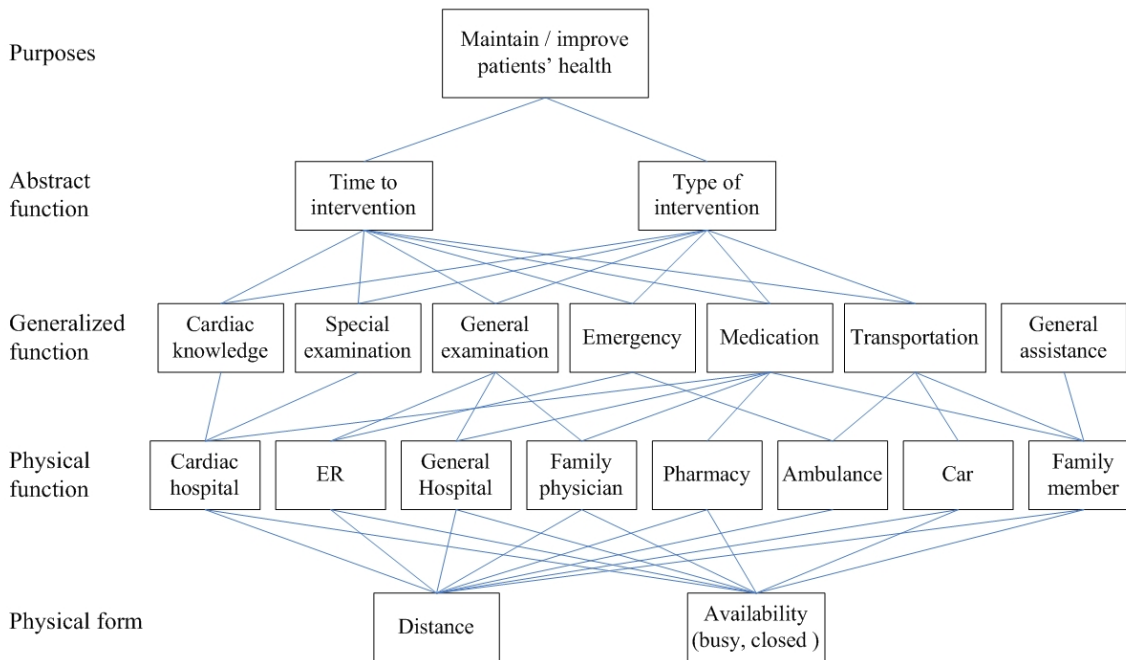 Purposes
Maintain / improve
patients’ health
Abstract
function
Time to
intervention
Type of
intervention
Generalized
function
Cardiac
knowledge
Special
examination
General
examination
Emergency
Medication
Transportation
General
assistance
Physical
function
Cardiac
hospital
ER
General
Hospital
Family
physician
Pharmacy
Ambulance
Car
Family
member
Physical form
Distance
Availability
(busy, closed )